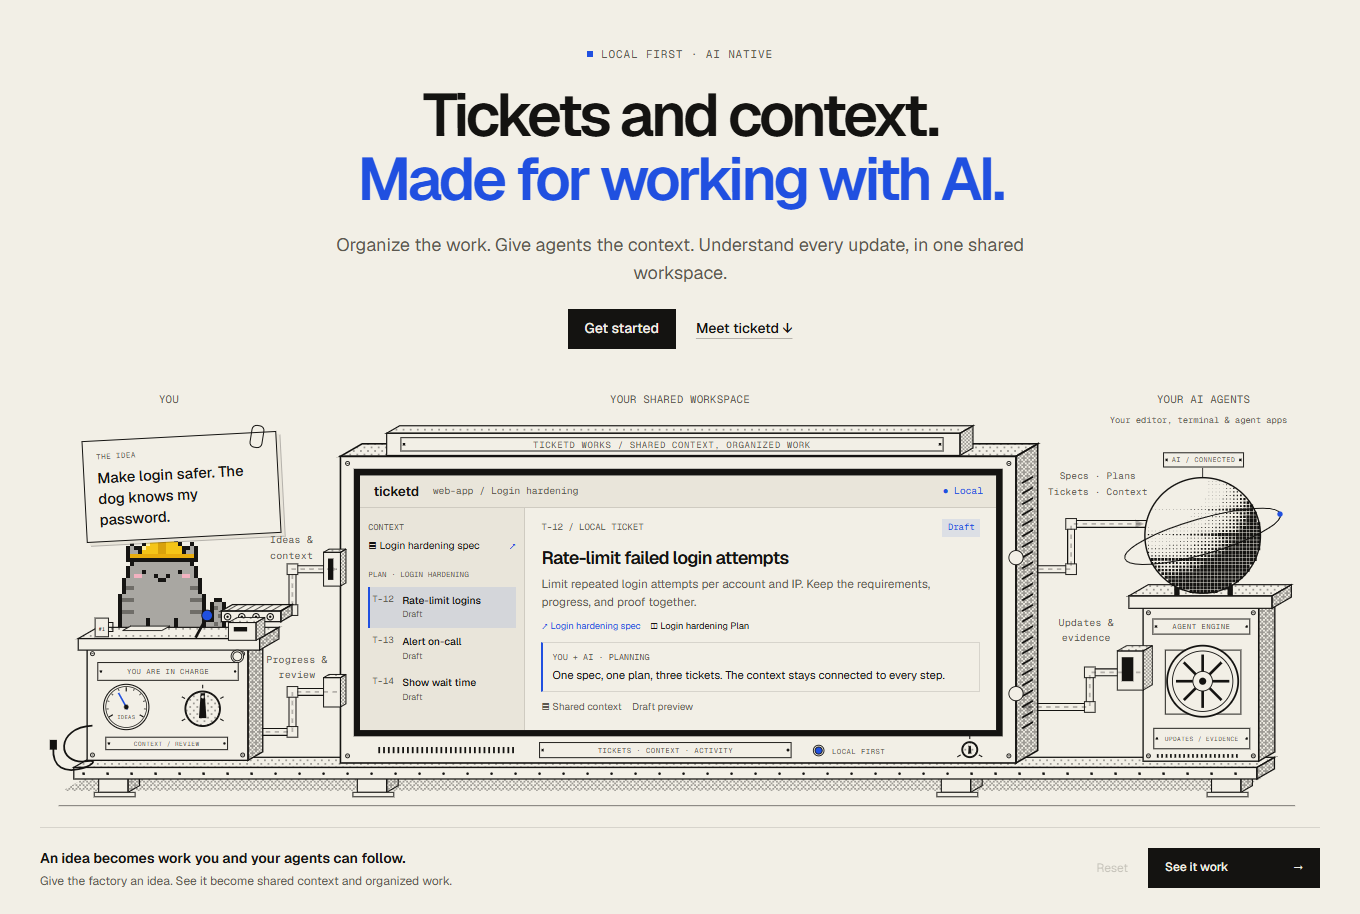 LOCAL FIRST · AI NATIVE
Tickets and context.
Made for working with AI.
Organize the work. Give agents the context. Understand every update, in one shared
workspace.
Get started
Meet ticketd ↓
YOU
YOUR SHARED WORKSPACE
YOUR AI AGENTS
Your editor, terminal & agent apps
THE IDEA
Make login safer. The
dog knows my
password.
Ideas &
context
#1
YOU ARE IN CHARGE
IDEAS
CONTEXT / REVIEW
Progress &
review
TICKETD WORKS / SHARED CONTEXT, ORGANIZED WORK
ticketd
web-app / Login hardening
Local
CONTEXT
Login hardening spec ↗
PLAN · LOGIN HARDENING
T-12 Rate-limit logins
Draft
T-13 Alert on-call
Draft
T-14 Show wait time
Draft
T-12 / LOCAL TICKET
Draft
Rate-limit failed login attempts
Limit repeated login attempts per account and IP. Keep the requirements,
progress, and proof together.
↗ Login hardening spec
Login hardening Plan
YOU + AI · PLANNING
One spec, one plan, three tickets. The context stays connected to every step.
Shared context
Draft preview
TICKETS · CONTEXT · ACTIVITY
LOCAL FIRST
AI / CONNECTED
Specs · Plans
Tickets · Context
Updates &
evidence
AGENT ENGINE
UPDATES / EVIDENCE
An idea becomes work you and your agents can follow.
Give the factory an idea. See it become shared context and organized work.
Reset
See it work →